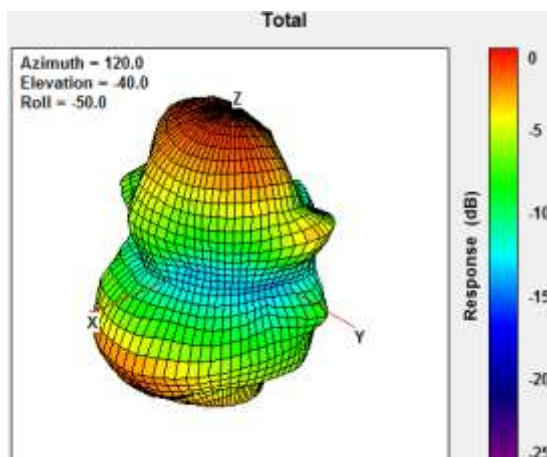 Total
Azimuth = 120.0
Elevation = -40.0
Roll = -50.0
Z
X
Y
Response (dB)
0
-5
-10
-15
-20
-25